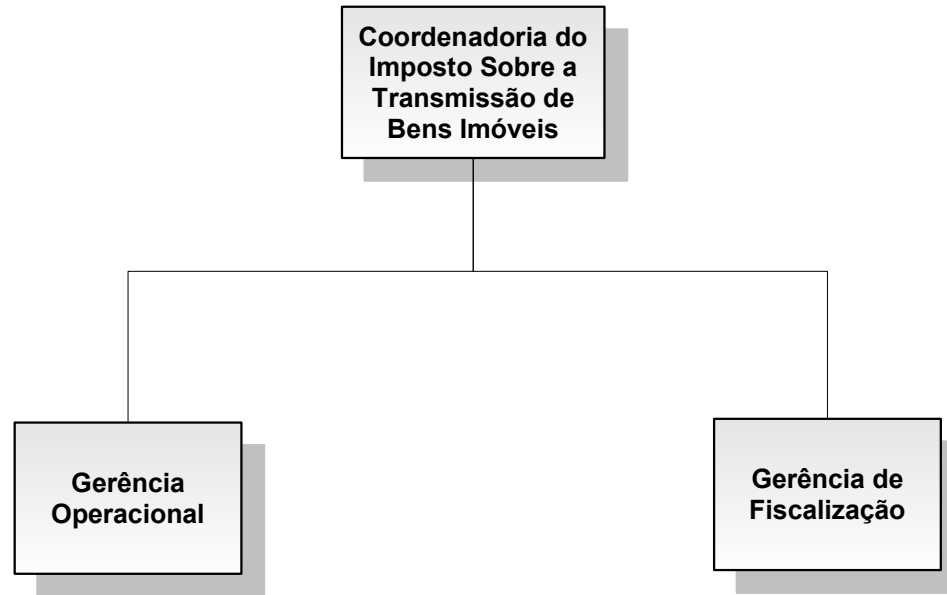 Coordenadoria do
Imposto Sobre a
Transmissão de
Bens Imóveis
Gerência
Operacional
Gerência de
Fiscalização